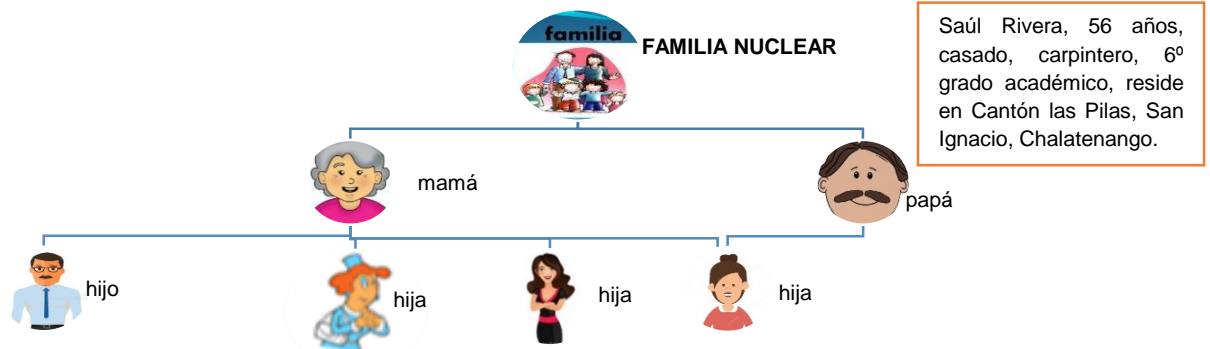 familia
FAMILIA NUCLEAR
Saúl Rivera, 56 años,
casado, carpintero, 6º
grado académico, reside
en Cantón las Pilas, San
Ignacio, Chalatenango.
mamá
papá
hijo
hija
hija
hija